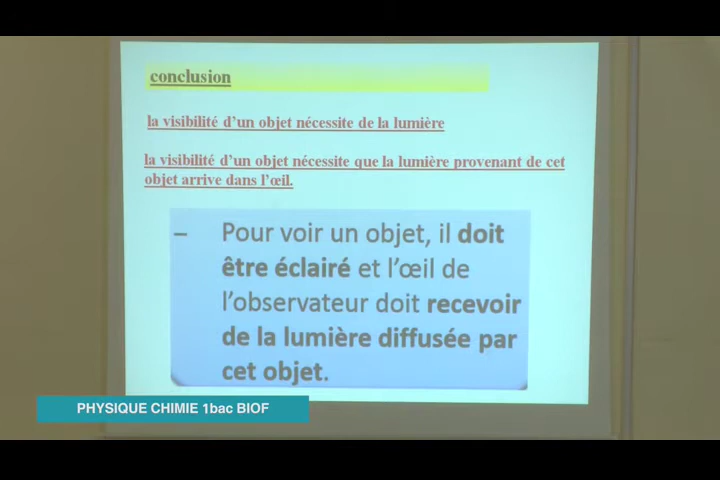 conclusion
la visibilité d'un objet nécessite de la lumière
la visibilité d'un objet nécessite que la lumière provenant de cet
objet arrive dans l'œil.
– Pour voir un objet, il doit
être éclairé et l'œil de
l'observateur doit recevoir
de la lumière diffusée par
cet objet.
PHYSIQUE CHIMIE 1bac BIOF